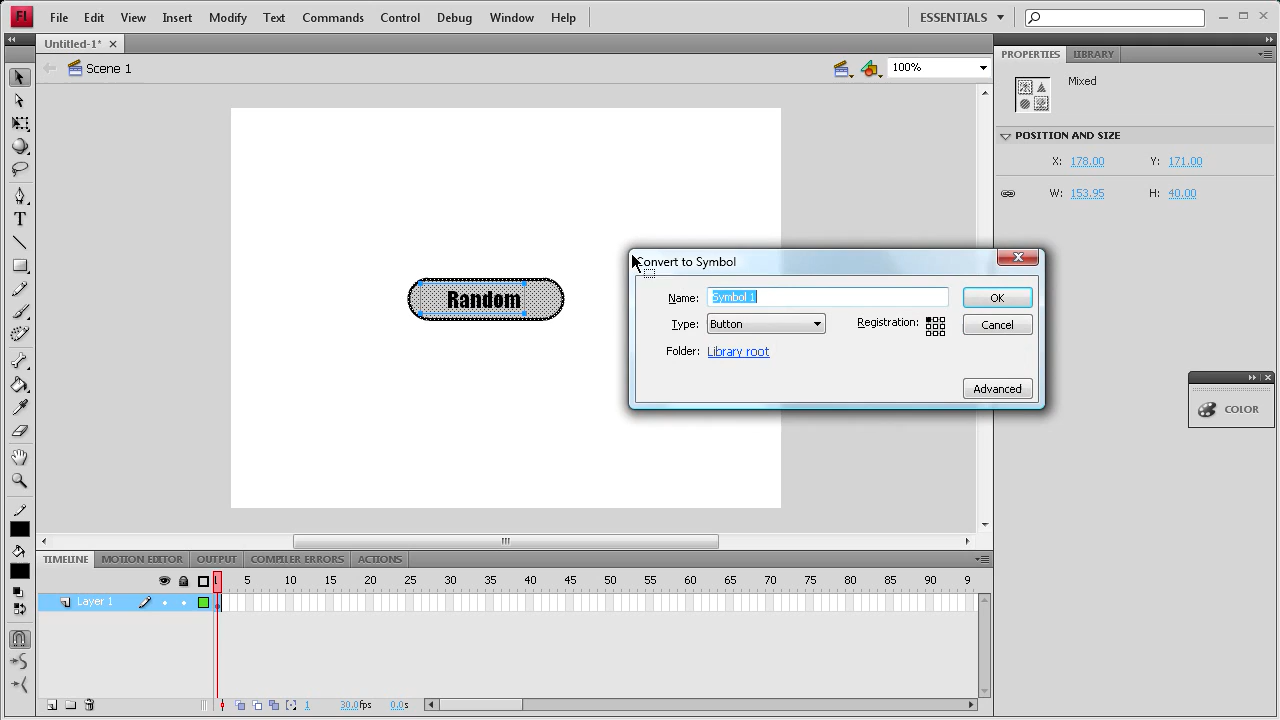 FL File Edit View Insert Modify Text Commands Control Debug Window Help ESSENTIALS
Untitled-1*
Scene 1 100%
PROPERTIES LIBRARY
Mixed
POSITION AND SIZE
X: 178.00 Y: 171.00
W: 153.95 H: 40.00
Random
Convert to Symbol
Name: Symbol 1 OK
Type: Button Registration: Cancel
Folder: Library root
Advanced
COLOR
TIMELINE MOTION EDITOR OUTPUT COMPILER ERRORS ACTIONS
1 5 10 15 20 25 30 35 40 45 50 55 60 65 70 75 80 85 90 9
Layer 1
1 30.0fps 0.0s